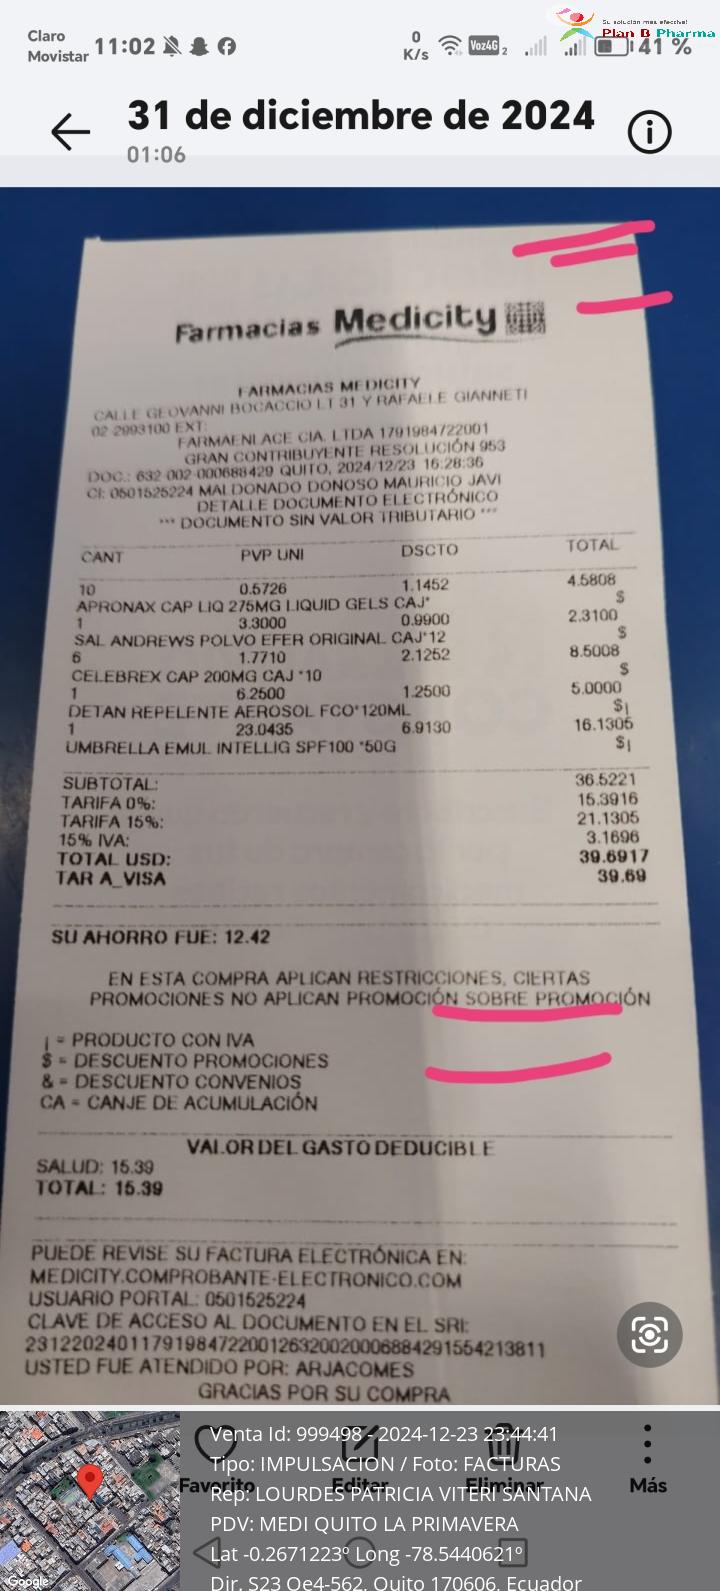 Claro
Movistar 11:02
0 K/s
Voz4G 2
41 %
Su solución mas efectiva!
Plan B Pharma
31 de diciembre de 2024
01:06
Farmacias Medicity
FARMACIAS MEDICITY
CALLE GEOVANNI BOCACCIO LT 31 Y RAFAELE GIANNETI
02 2993100 EXT:
FARMAENLACE CIA. LTDA 1791984722001
GRAN CONTRIBUYENTE RESOLUCIÓN 953
DOC.: 632-002-000688429 QUITO, 2024/12/23 16:28:36
CI: 0501525224 MALDONADO DONOSO MAURICIO JAVI
DETALLE DOCUMENTO ELECTRÓNICO
*** DOCUMENTO SIN VALOR TRIBUTARIO ***
CANT PVP UNI DSCTO TOTAL
10 0.5726 1.1452 4.5808
APRONAX CAP LIQ 275MG LIQUID GELS CAJ* $
1 3.3000 0.9900 2.3100
SAL ANDREWS POLVO EFER ORIGINAL CAJ*12 $
6 1.7710 2.1252 8.5008
CELEBREX CAP 200MG CAJ *10 $
1 6.2500 1.2500 5.0000
DETAN REPELENTE AEROSOL FCO*120ML $¡
1 23.0435 6.9130 16.1305
UMBRELLA EMUL INTELLIG SPF100 *50G $¡
SUBTOTAL: 36.5221
TARIFA 0%: 15.3916
TARIFA 15%: 21.1305
15% IVA: 3.1696
TOTAL USD: 39.6917
TAR A_VISA 39.69
SU AHORRO FUE: 12.42
EN ESTA COMPRA APLICAN RESTRICCIONES, CIERTAS
PROMOCIONES NO APLICAN PROMOCIÓN SOBRE PROMOCIÓN
¡ = PRODUCTO CON IVA
$ = DESCUENTO PROMOCIONES
& = DESCUENTO CONVENIOS
CA = CANJE DE ACUMULACIÓN
VALOR DEL GASTO DEDUCIBLE
SALUD: 15.39
TOTAL: 15.39
PUEDE REVISE SU FACTURA ELECTRÓNICA EN:
MEDICITY.COMPROBANTE-ELECTRONICO.COM
USUARIO PORTAL: 0501525224
CLAVE DE ACCESO AL DOCUMENTO EN EL SRI:
2312202401179198472200126320020006884291554213811
USTED FUE ATENDIDO POR: ARJACOMES
GRACIAS POR SU COMPRA
Favorito Editar Eliminar Más
Venta Id: 999498 - 2024-12-23 23:44:41
Tipo: IMPULSACION / Foto: FACTURAS
Rep: LOURDES PATRICIA VITERI SANTANA
PDV: MEDI QUITO LA PRIMAVERA
Lat -0.2671223º Long -78.5440621º
Dir. S23 Oe4-562, Quito 170606, Ecuador
Google